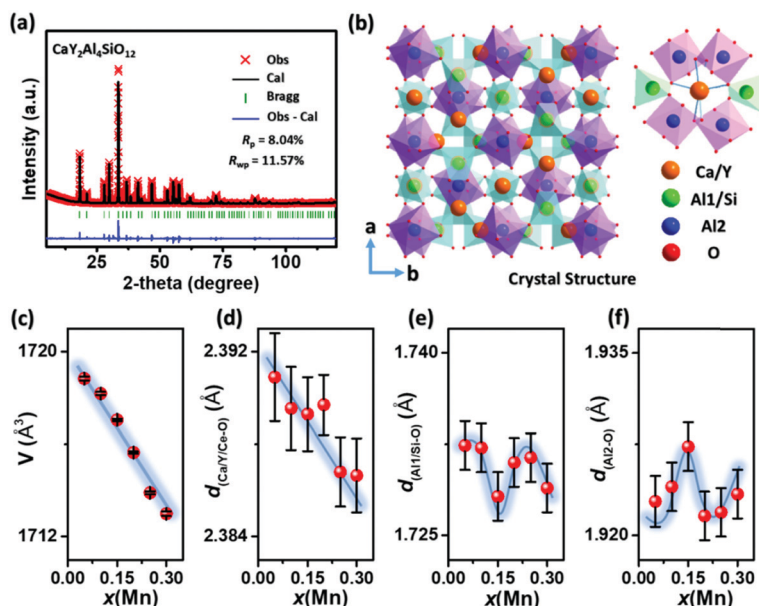 (a)
CaY₂Al₄SiO₁₂
Obs
Cal
Bragg
Obs - Cal
Rp = 8.04%
Rwp = 11.57%
Intensity (a.u.)
25
50
75
100
2-theta (degree)
(b)
a
b
Crystal Structure
Ca/Y
Al1/Si
Al2
O
(c)
1720
1712
V (Å³)
0.00 0.15 0.30
x(Mn)
(d)
2.392
2.384
d(Ca/Y/Ce-O) (Å)
0.00 0.15 0.30
x(Mn)
(e)
1.740
1.725
d(Al1/Si-O) (Å)
0.00 0.15 0.30
x(Mn)
(f)
1.935
1.920
d(Al2-O) (Å)
0.00 0.15 0.30
x(Mn)